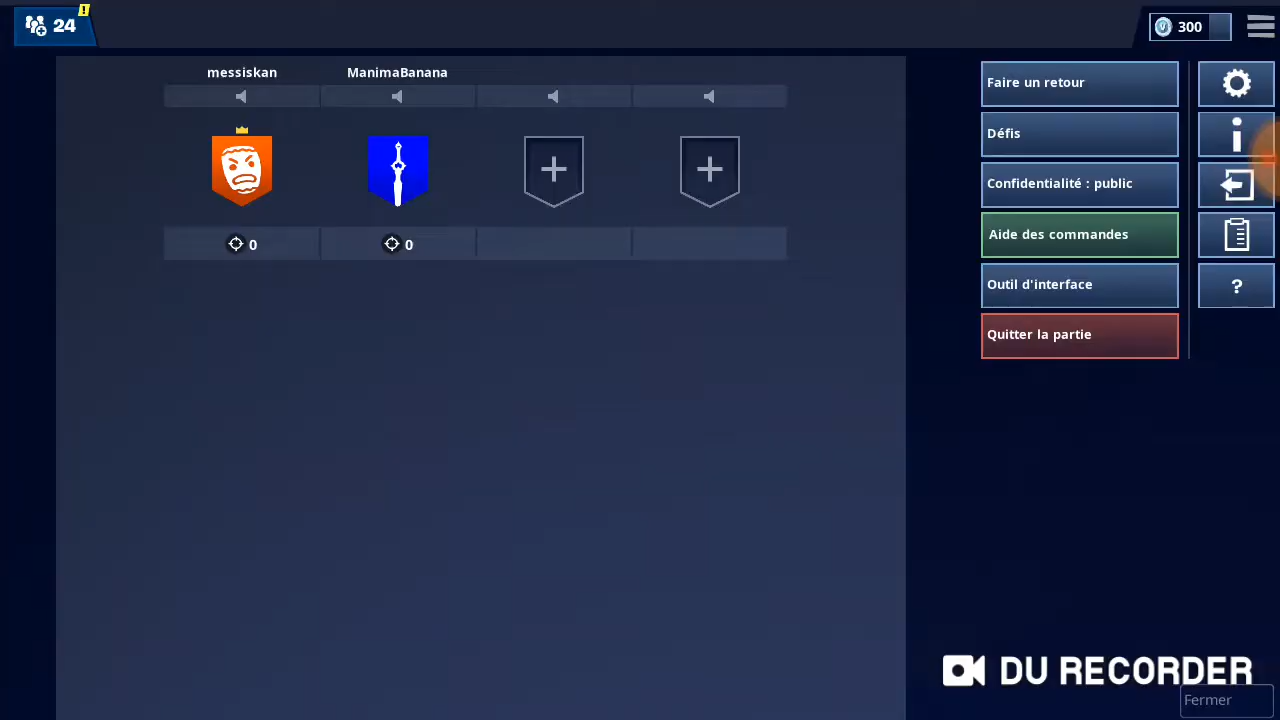 24
!
300
messiskan
ManimaBanana
0
0
Faire un retour
Défis
Confidentialité : public
Aide des commandes
Outil d'interface
Quitter la partie
?
DU RECORDER
Fermer